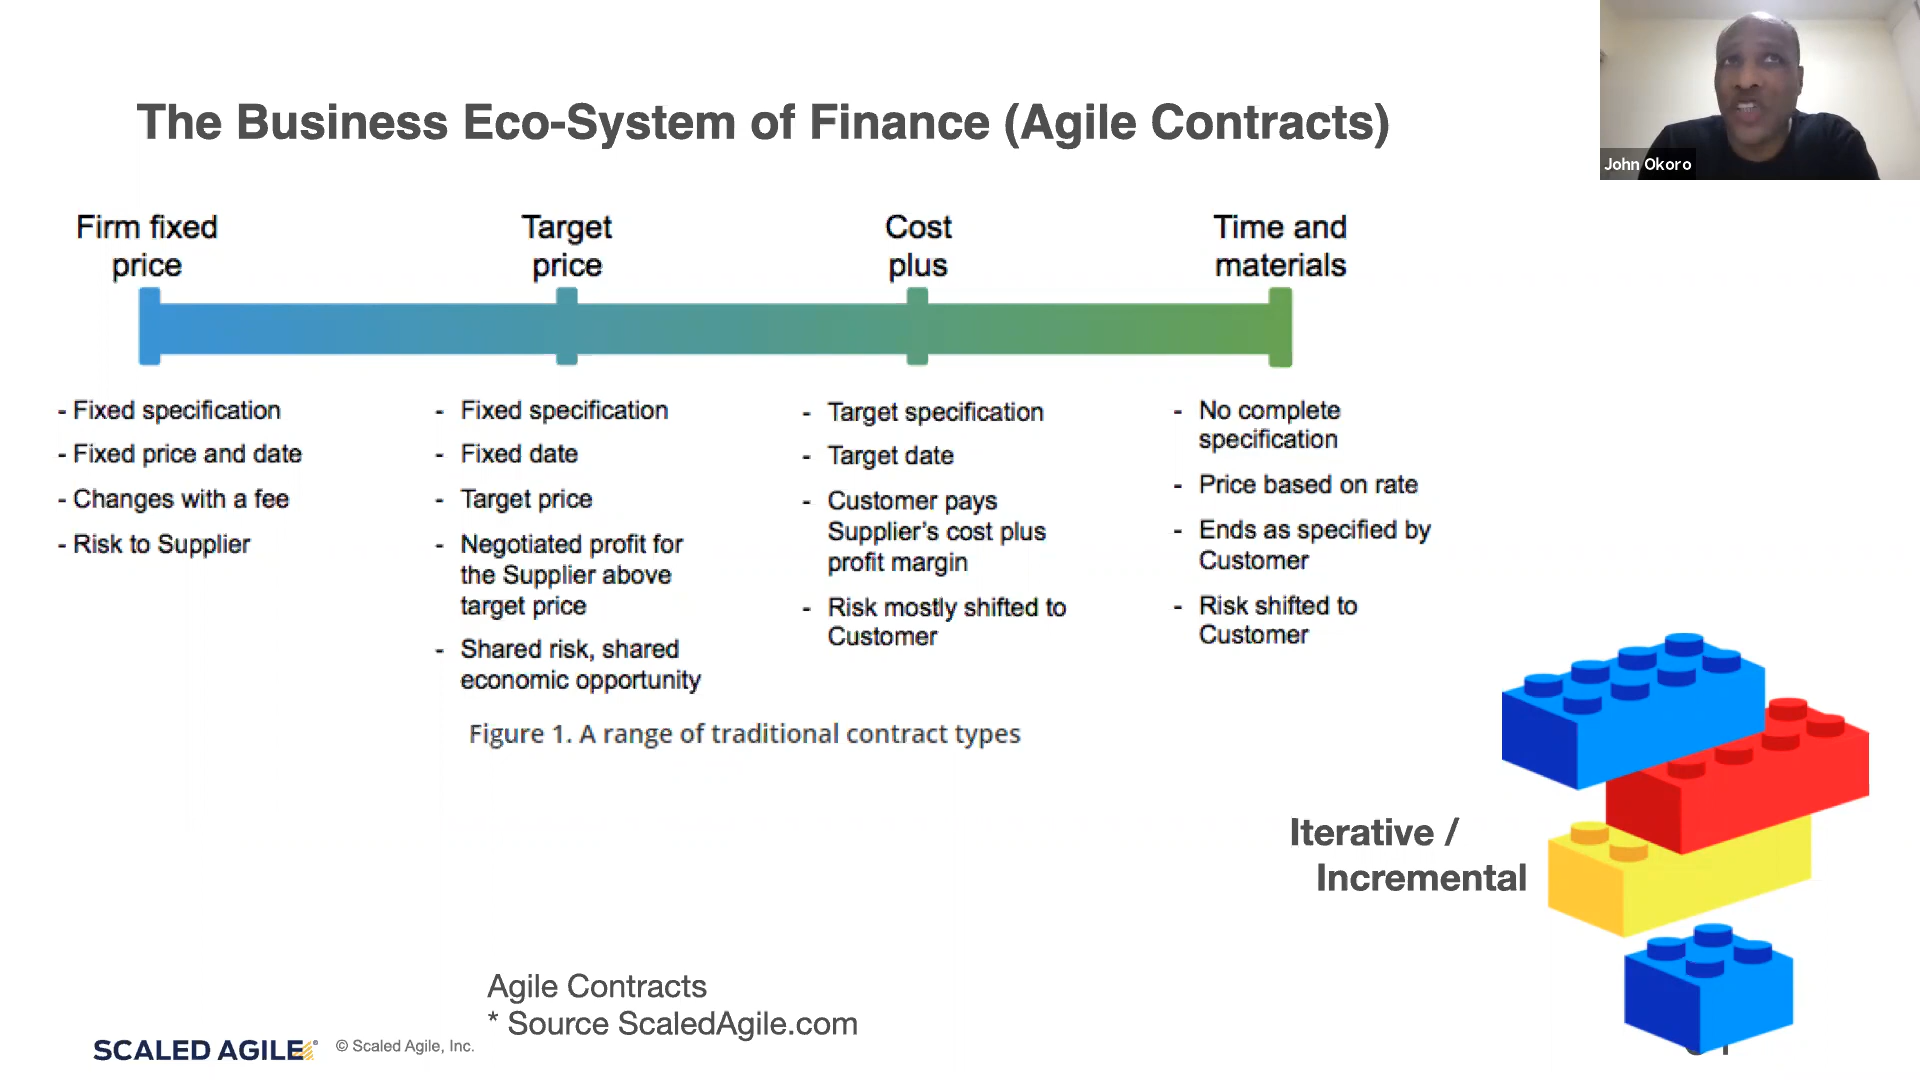 The Business Eco-System of Finance (Agile Contracts)
John Okoro
Firm fixed
price
Target
price
Cost
plus
Time and
materials
- Fixed specification
- Fixed price and date
- Changes with a fee
- Risk to Supplier
- Fixed specification
- Fixed date
- Target price
- Negotiated profit for
the Supplier above
target price
- Shared risk, shared
economic opportunity
- Target specification
- Target date
- Customer pays
Supplier's cost plus
profit margin
- Risk mostly shifted to
Customer
- No complete
specification
- Price based on rate
- Ends as specified by
Customer
- Risk shifted to
Customer
Figure 1. A range of traditional contract types
Iterative /
Incremental
Agile Contracts
* Source ScaledAgile.com
SCALED AGILE ® © Scaled Agile, Inc.